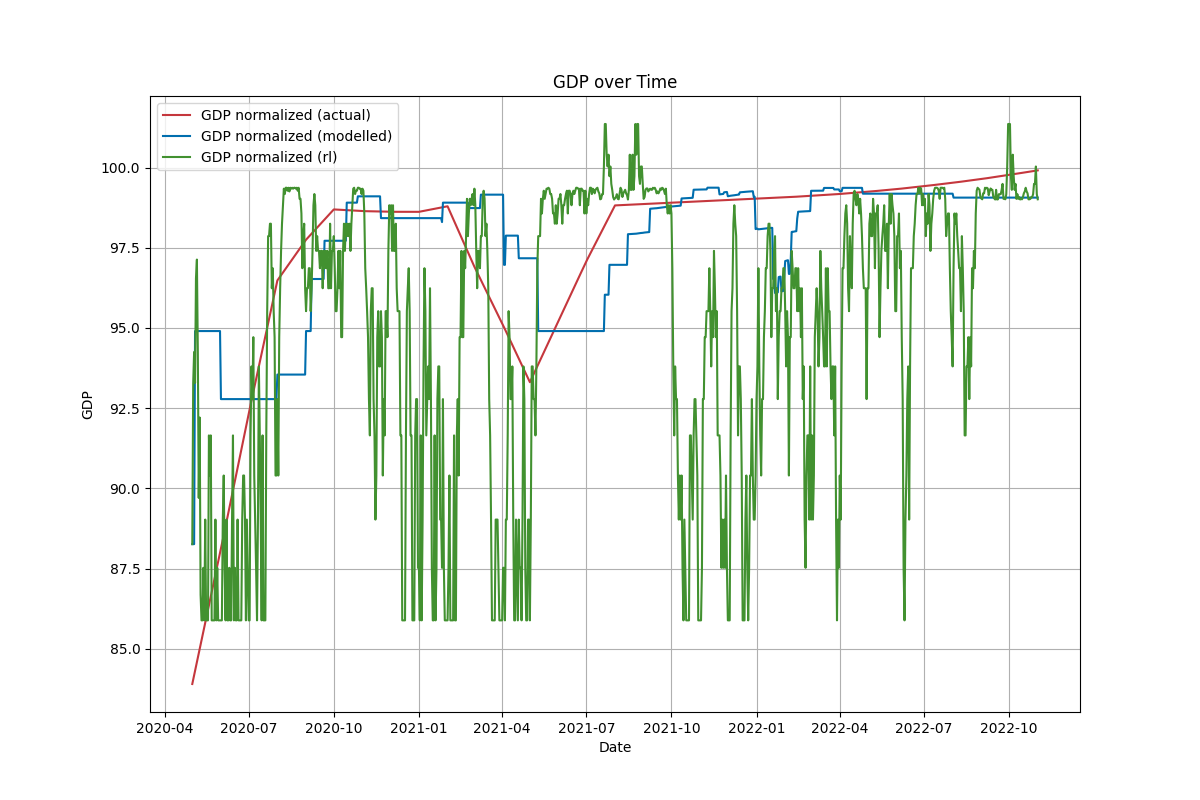 GDP over Time
GDP normalized (actual)
GDP normalized (modelled)
GDP normalized (rl)
100.0
97.5
95.0
92.5
90.0
87.5
85.0
GDP
2020-04 2020-07 2020-10 2021-01 2021-04 2021-07 2021-10 2022-01 2022-04 2022-07 2022-10
Date